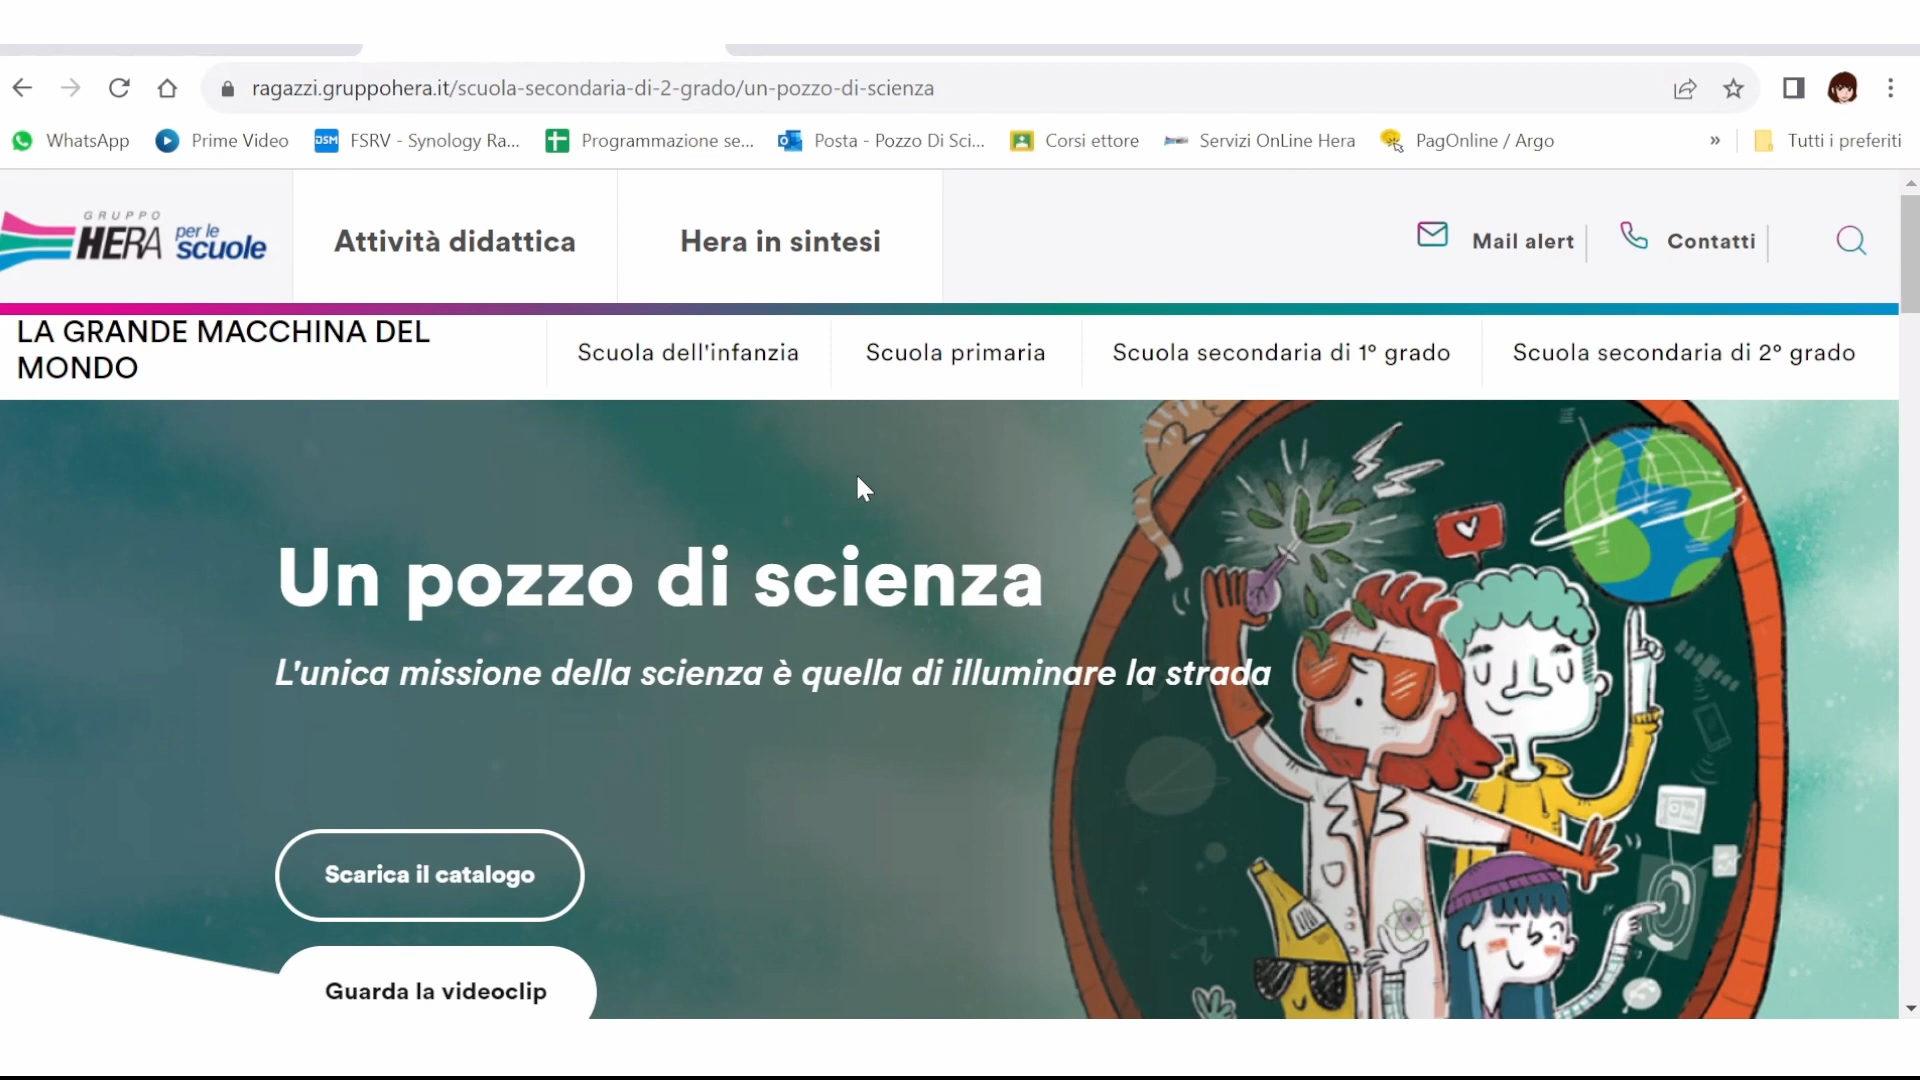 ragazzi.gruppohera.it/scuola-secondaria-di-2-grado/un-pozzo-di-scienza
WhatsApp
Prime Video
DSM
FSRV - Synology Ra...
Programmazione se...
Posta - Pozzo Di Sci...
Corsi ettore
Servizi OnLine Hera
PagOnline / Argo
»
Tutti i preferiti
GRUPPO
HERA
per le
scuole
Attività didattica
Hera in sintesi
Mail alert
Contatti
LA GRANDE MACCHINA DEL
MONDO
Scuola dell'infanzia
Scuola primaria
Scuola secondaria di 1° grado
Scuola secondaria di 2° grado
Un pozzo di scienza
L'unica missione della scienza è quella di illuminare la strada
Scarica il catalogo
Guarda la videoclip